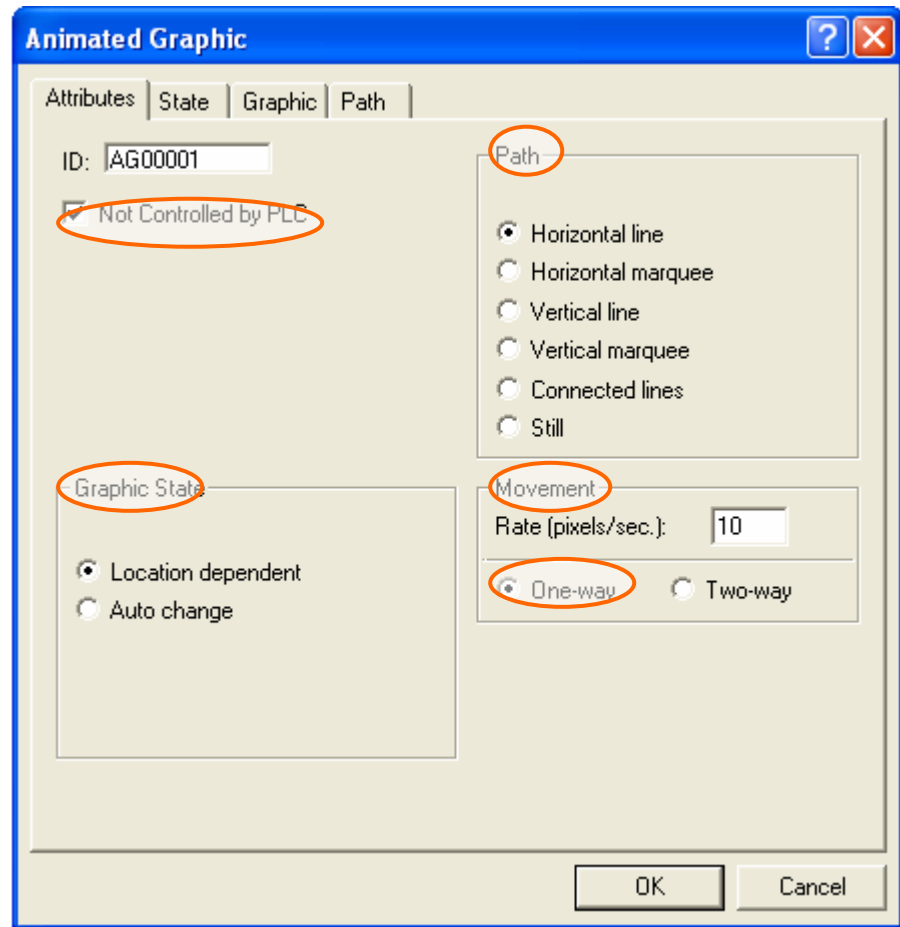 Animated Graphic
Attributes State Graphic Path
ID: AG00001
Not Controlled by PLC
Path
Horizontal line
Horizontal marquee
Vertical line
Vertical marquee
Connected lines
Still
Graphic State
Location dependent
Auto change
Movement
Rate (pixels/sec.): 10
One-way Two-way
OK Cancel